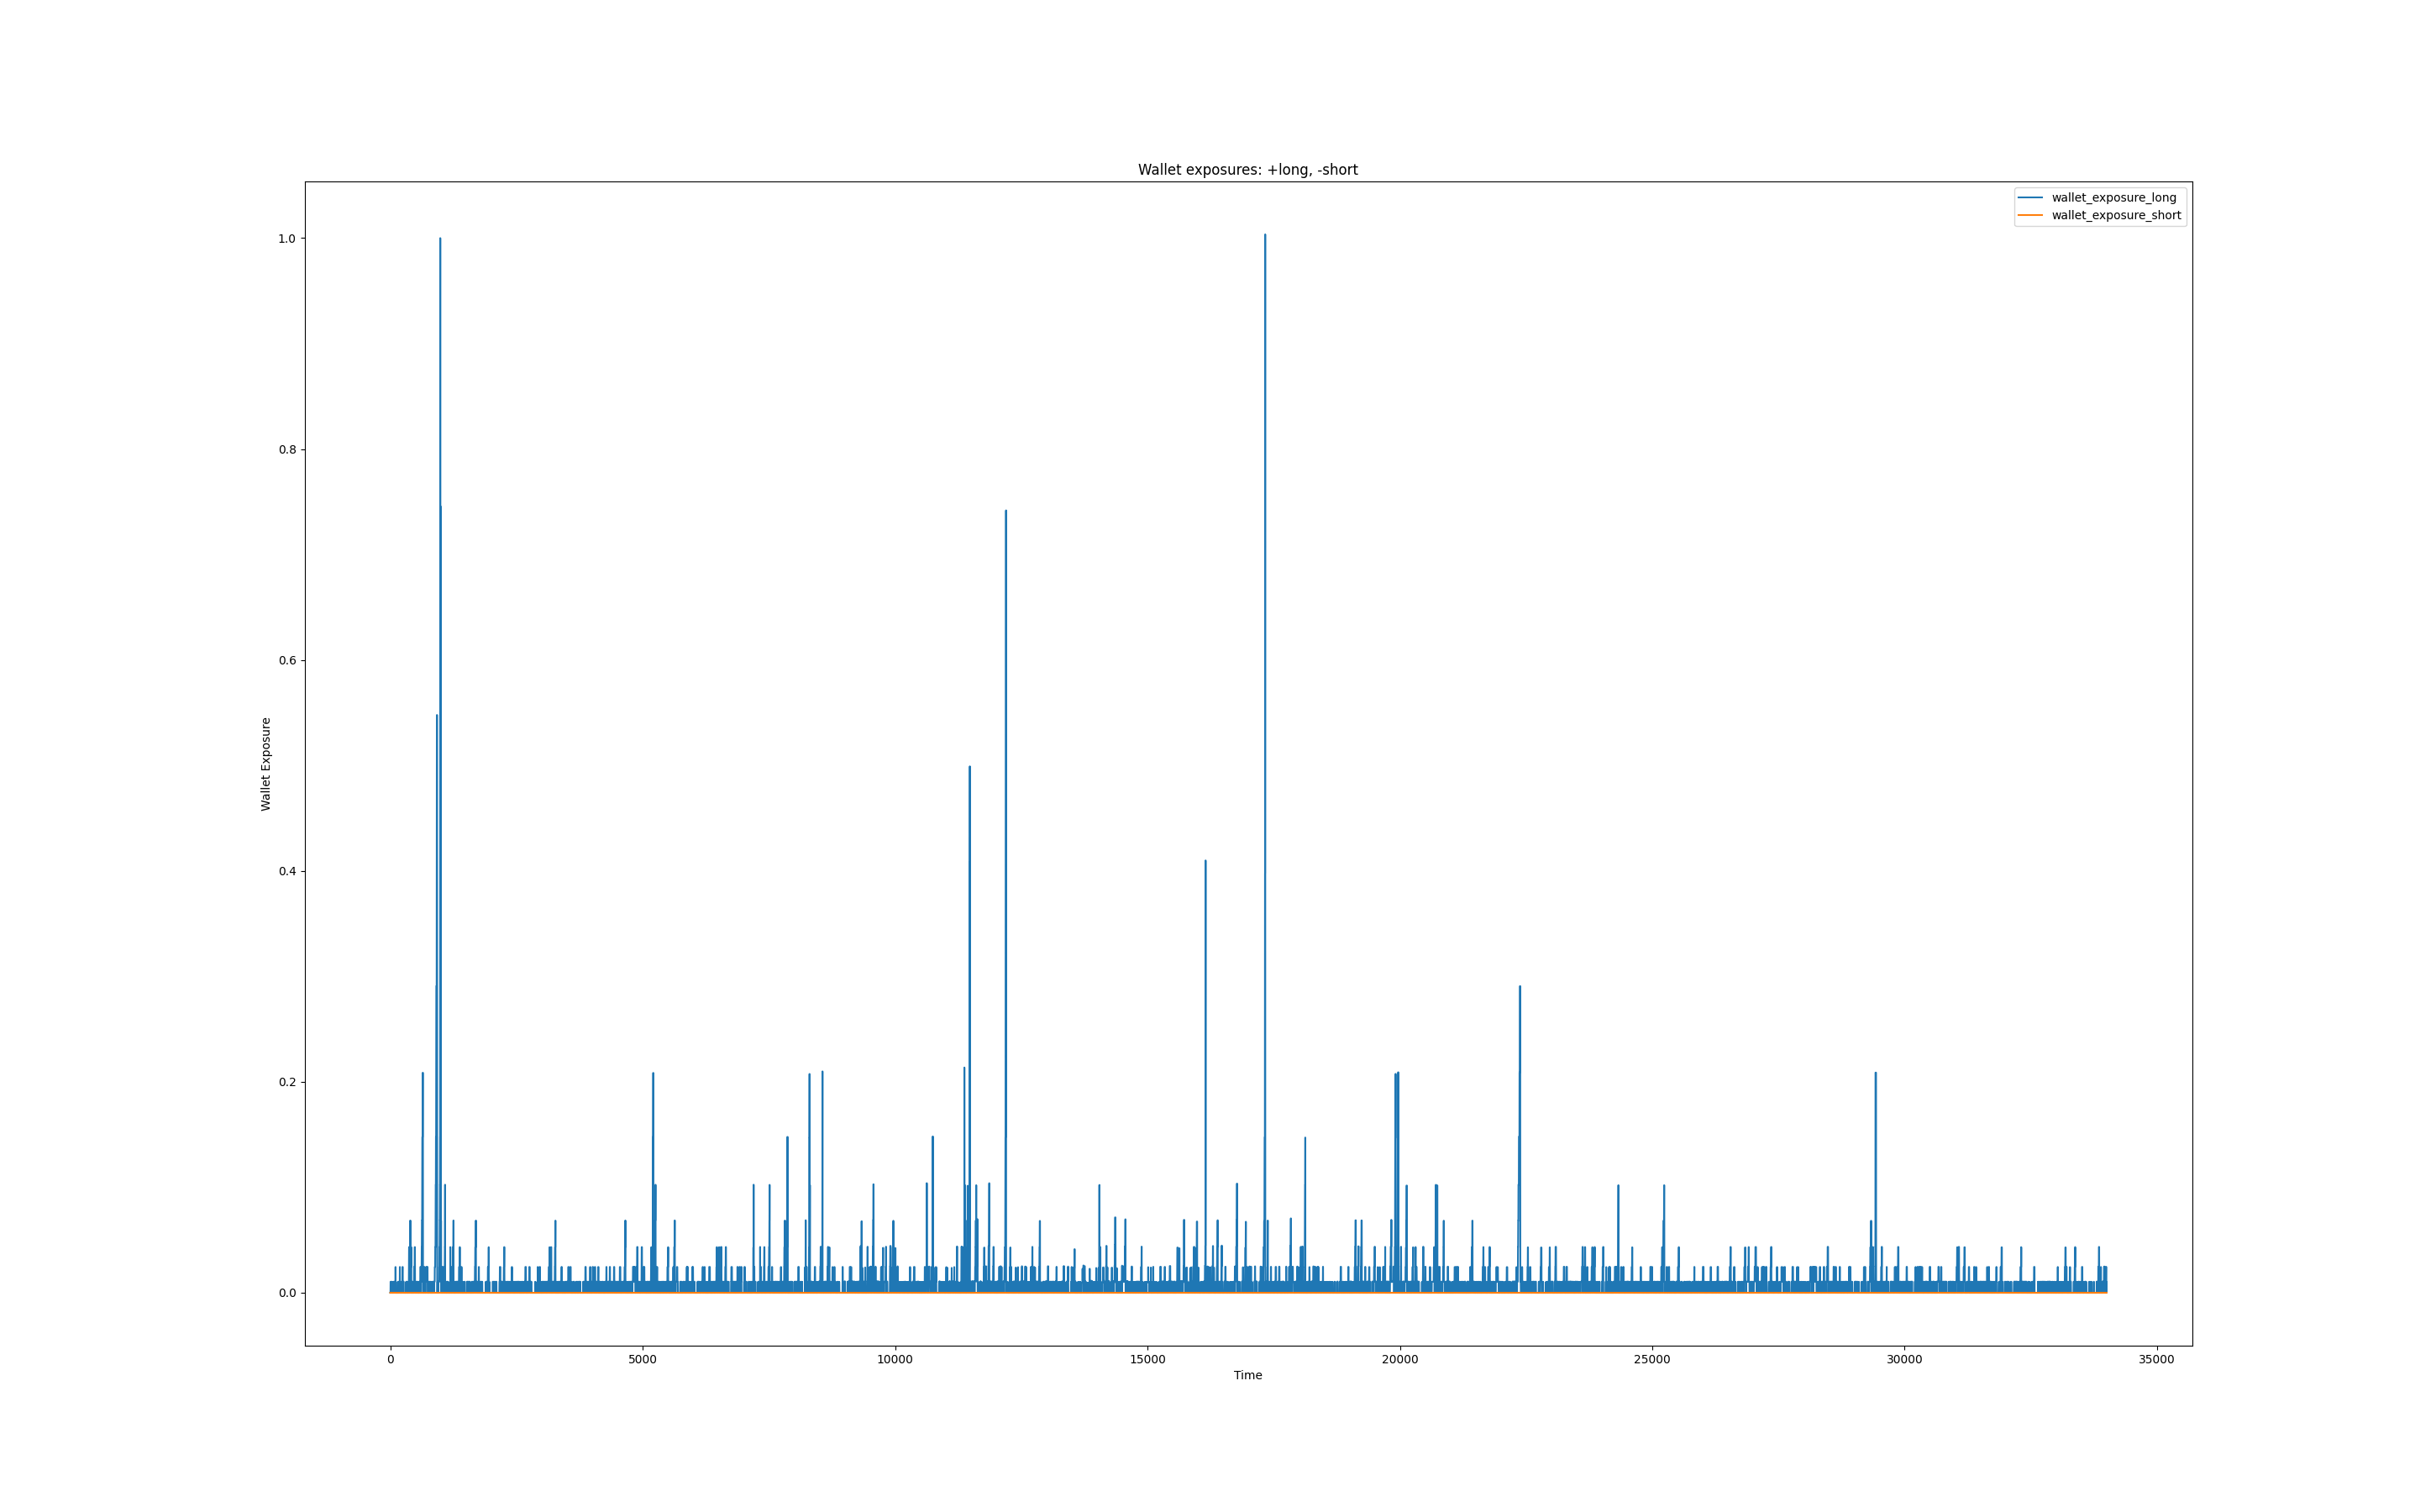 Wallet exposures: +long, -short
wallet_exposure_long
wallet_exposure_short
1.0
0.8
0.6
0.4
0.2
0.0
Wallet Exposure
0 5000 10000 15000 20000 25000 30000 35000
Time